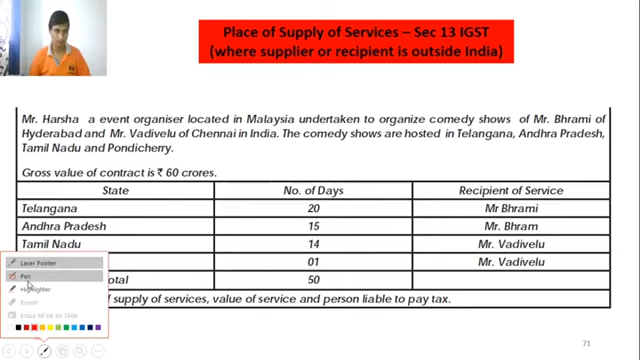 Place of Supply of Services – Sec 13 IGST
(where supplier or recipient is outside India)
Mr. Harsha a event organiser located in Malaysia undertaken to organize comedy shows of Mr. Bhrami of
Hyderabad and Mr. Vadivelu of Chennai in India. The comedy shows are hosted in Telangana, Andhra Pradesh,
Tamil Nadu and Pondicherry.
Gross value of contract is ₹ 60 crores.
State No. of Days Recipient of Service
Telangana 20 Mr Bhrami
Andhra Pradesh 15 Mr. Bhram
Tamil Nadu 14 Mr. Vadivelu
01 Mr. Vadivelu
otal 50
of supply of services, value of service and person liable to pay tax.
Laser Pointer
Pen
Highlighter
Eraser
Erase All Ink on Slide
71